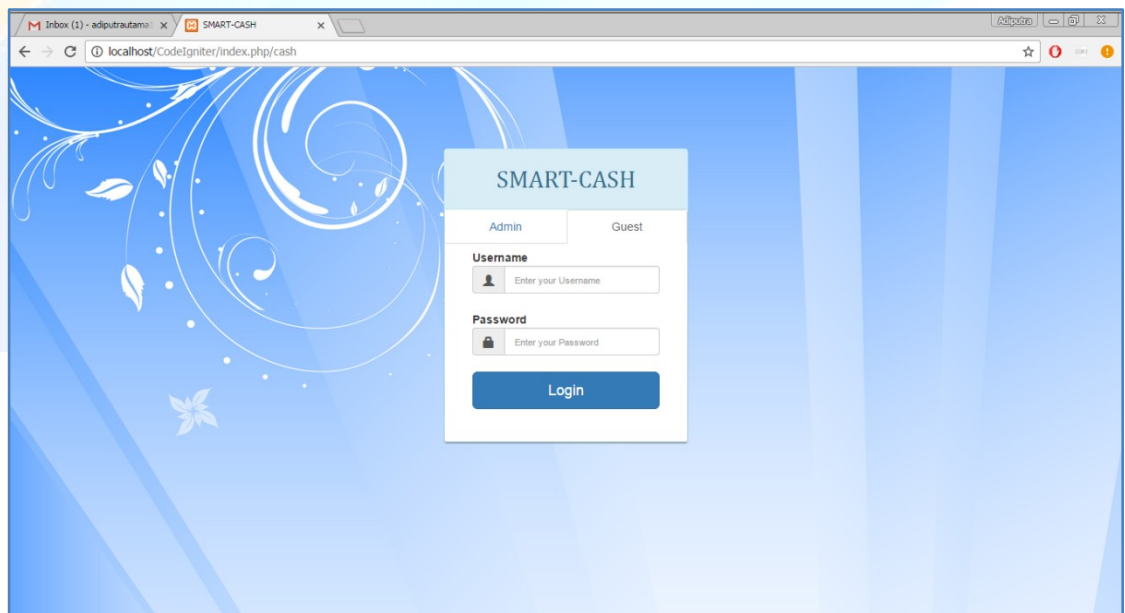 Inbox (1) - adiputrautama
SMART-CASH
Adiputra
localhost/CodeIgniter/index.php/cash
SMART-CASH
Admin
Guest
Username
Enter your Username
Password
Enter your Password
Login